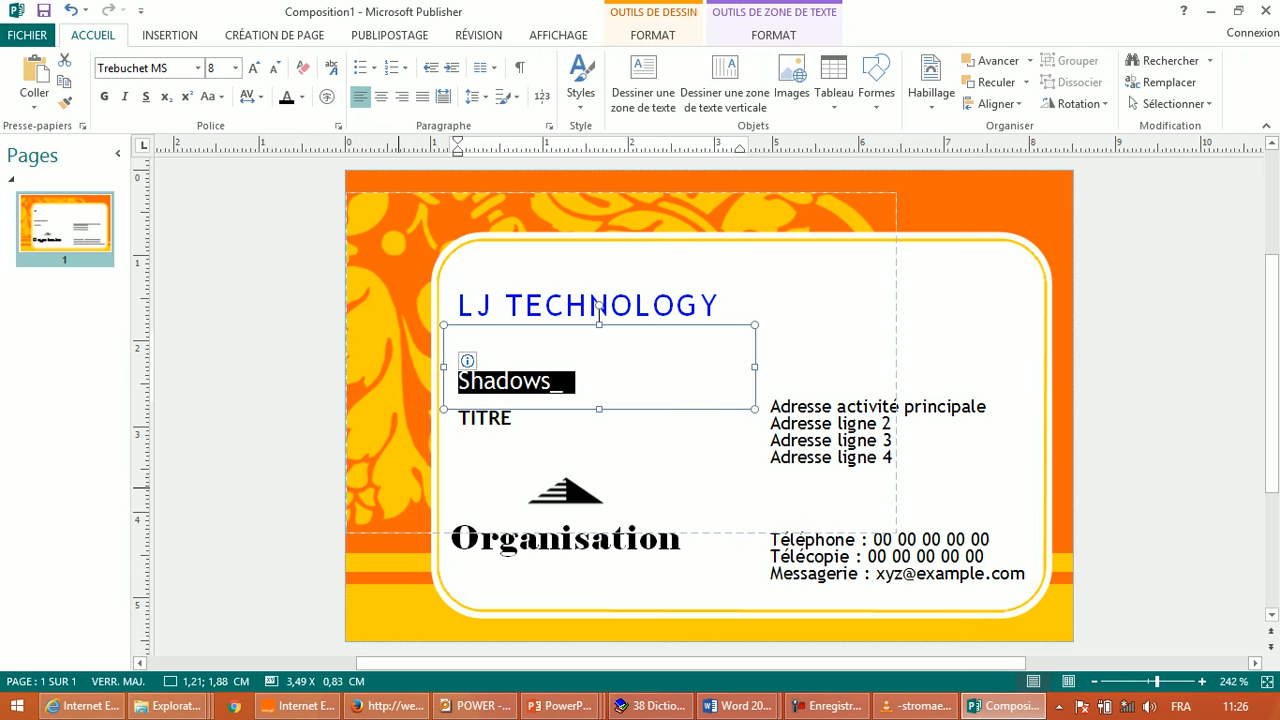 Composition1 - Microsoft Publisher
OUTILS DE DESSIN
OUTILS DE ZONE DE TEXTE
?
FICHIER
ACCUEIL
INSERTION
CRÉATION DE PAGE
PUBLIPOSTAGE
RÉVISION
AFFICHAGE
FORMAT
FORMAT
Connexion
Coller
Presse-papiers
Trebuchet MS
8
G I S x₂ x² Aa
AV
A
Police
Paragraphe
123
Styles
Style
Dessiner une
zone de texte
Dessiner une zone
de texte verticale
Images
Tableau
Formes
Objets
Habillage
Avancer
Reculer
Aligner
Grouper
Dissocier
Rotation
Organiser
Rechercher
Remplacer
Sélectionner
Modification
Pages
1
LJ TECHNOLOGY
Shadows_
TITRE
Adresse activité principale
Adresse ligne 2
Adresse ligne 3
Adresse ligne 4
Organisation
Téléphone : 00 00 00 00 00
Télécopie : 00 00 00 00 00
Messagerie : xyz@example.com
PAGE : 1 SUR 1
VERR. MAJ.
1,21; 1,88 CM
3,49 X 0,83 CM
242 %
Internet E...
Explorat...
Internet E...
http://we...
POWER -...
PowerP...
38 Dictio...
Word 20...
Enregistr...
-stromae...
Composi...
FRA
11:26